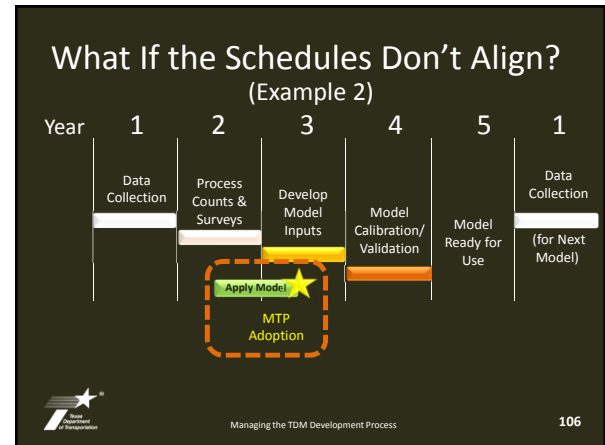 What If the Schedules Don't Align?
(Example 2)
Year 1 2 3 4 5 1
Data
Collection
Process
Counts &
Surveys
Develop
Model
Inputs
Model
Calibration/
Validation
Model
Ready for
Use
Data
Collection
(for Next
Model)
Apply Model
MTP
Adoption
®
Texas
Department
of Transportation
Managing the TDM Development Process
106